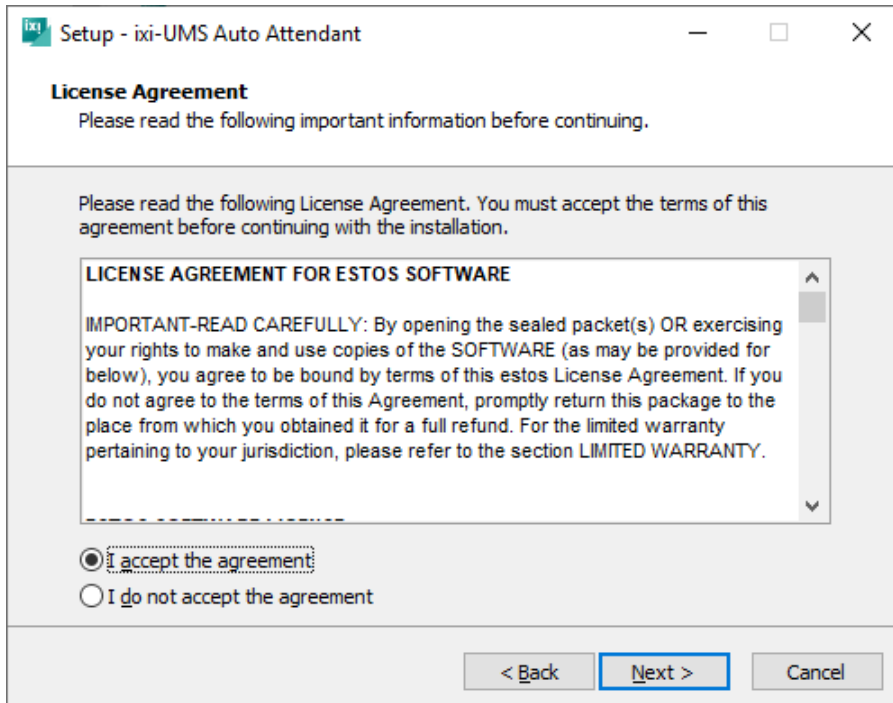 ixi
Setup - ixi-UMS Auto Attendant
License Agreement
Please read the following important information before continuing.
Please read the following License Agreement. You must accept the terms of this
agreement before continuing with the installation.
LICENSE AGREEMENT FOR ESTOS SOFTWARE
IMPORTANT-READ CAREFULLY: By opening the sealed packet(s) OR exercising
your rights to make and use copies of the SOFTWARE (as may be provided for
below), you agree to be bound by terms of this estos License Agreement. If you
do not agree to the terms of this Agreement, promptly return this package to the
place from which you obtained it for a full refund. For the limited warranty
pertaining to your jurisdiction, please refer to the section LIMITED WARRANTY.
I accept the agreement
I do not accept the agreement
< Back
Next >
Cancel